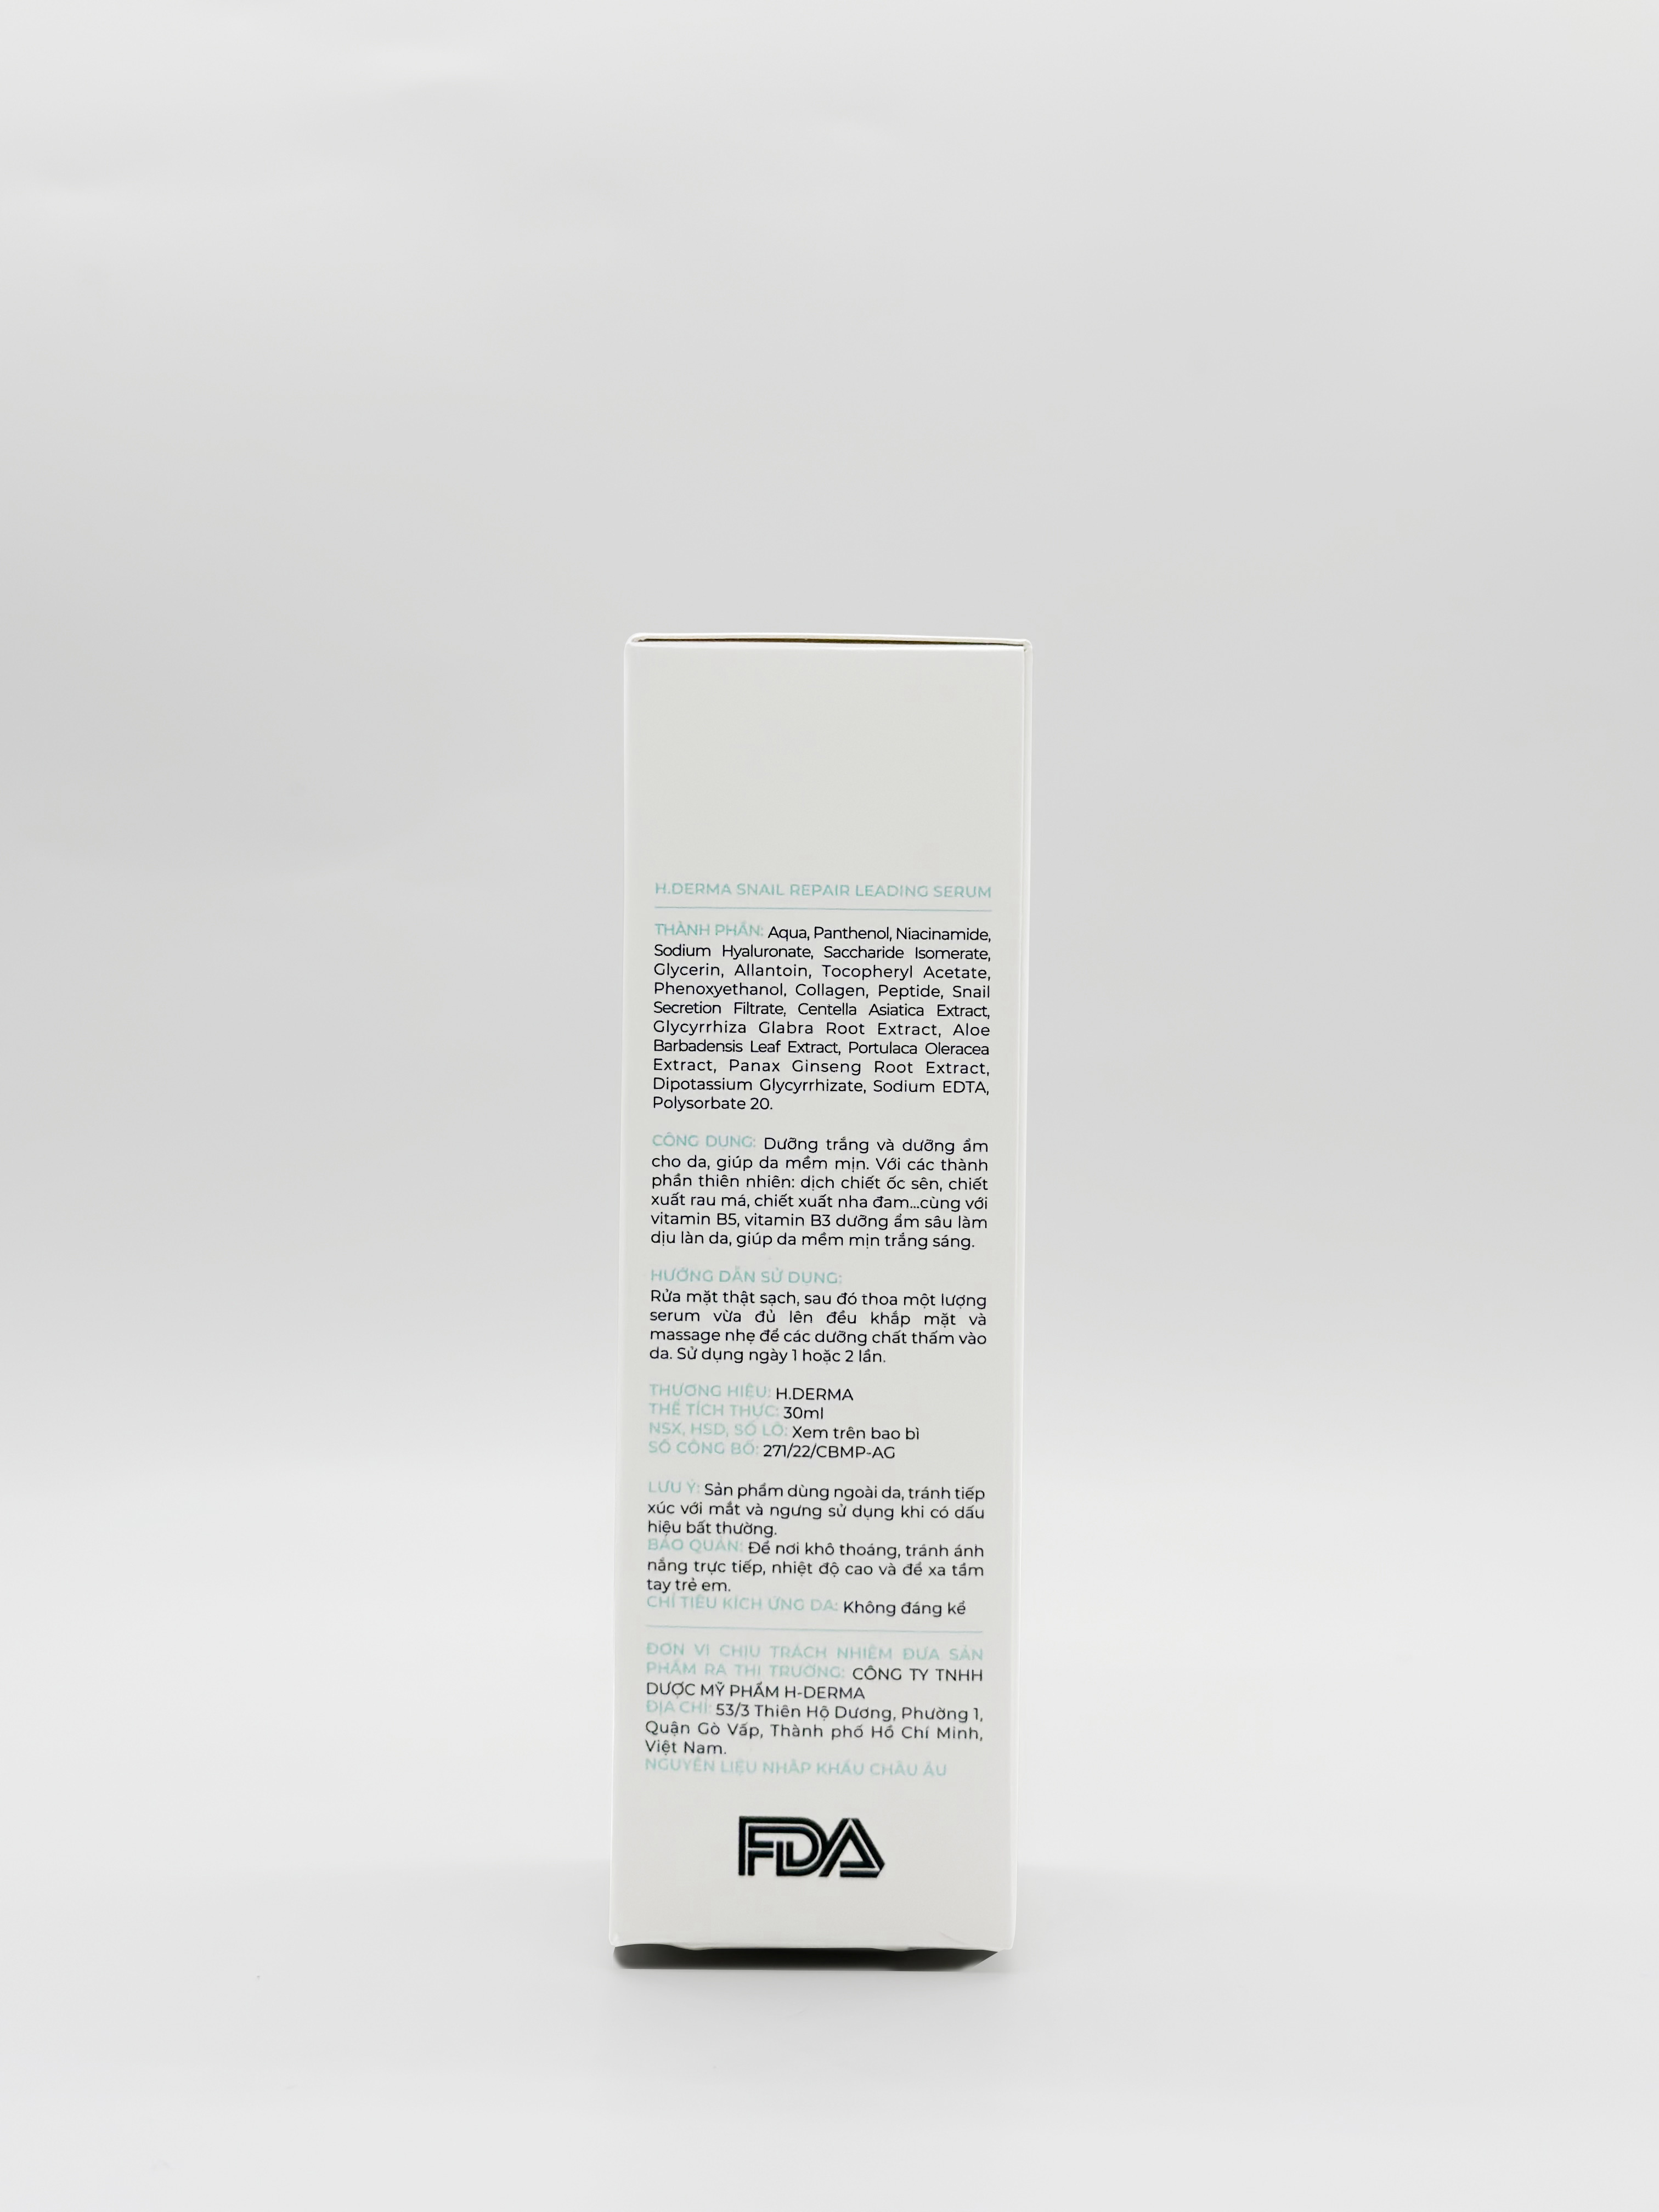 H.DERMA SNAIL REPAIR LEADING SERUM
THÀNH PHẦN: Aqua, Panthenol, Niacinamide,
Sodium Hyaluronate, Saccharide Isomerate,
Glycerin, Allantoin, Tocopheryl Acetate,
Phenoxyethanol, Collagen, Peptide, Snail
Secretion Filtrate, Centella Asiatica Extract,
Glycyrrhiza Glabra Root Extract, Aloe
Barbadensis Leaf Extract, Portulaca Oleracea
Extract, Panax Ginseng Root Extract,
Dipotassium Glycyrrhizate, Sodium EDTA,
Polysorbate 20.
CÔNG DỤNG: Dưỡng trắng và dưỡng ẩm
cho da, giúp da mềm mịn. Với các thành
phần thiên nhiên: dịch chiết ốc sên, chiết
xuất rau má, chiết xuất nha đam...cùng với
vitamin B5, vitamin B3 dưỡng ẩm sâu làm
dịu làn da, giúp da mềm mịn trắng sáng.
HƯỚNG DẪN SỬ DỤNG:
Rửa mặt thật sạch, sau đó thoa một lượng
serum vừa đủ lên đều khắp mặt và
massage nhẹ để các dưỡng chất thấm vào
da. Sử dụng ngày 1 hoặc 2 lần.
THƯƠNG HIỆU: H.DERMA
THỂ TÍCH THỰC: 30ml
NSX, HSD, SỐ LÔ: Xem trên bao bì
SỐ CÔNG BỐ: 271/22/CBMP-AG
LƯU Ý: Sản phẩm dùng ngoài da, tránh tiếp
xúc với mắt và ngưng sử dụng khi có dấu
hiệu bất thường.
BẢO QUẢN: Để nơi khô thoáng, tránh ánh
nắng trực tiếp, nhiệt độ cao và để xa tầm
tay trẻ em.
CHỈ TIÊU KÍCH ỨNG DA: Không đáng kể
ĐƠN VỊ CHỊU TRÁCH NHIỆM ĐƯA SẢN
PHẨM RA THỊ TRƯỜNG: CÔNG TY TNHH
DƯỢC MỸ PHẨM H-DERMA
ĐỊA CHỈ: 53/3 Thiên Hộ Dương, Phường 1,
Quận Gò Vấp, Thành phố Hồ Chí Minh,
Việt Nam.
NGUYÊN LIỆU NHẬP KHẨU CHÂU ÂU
FDA